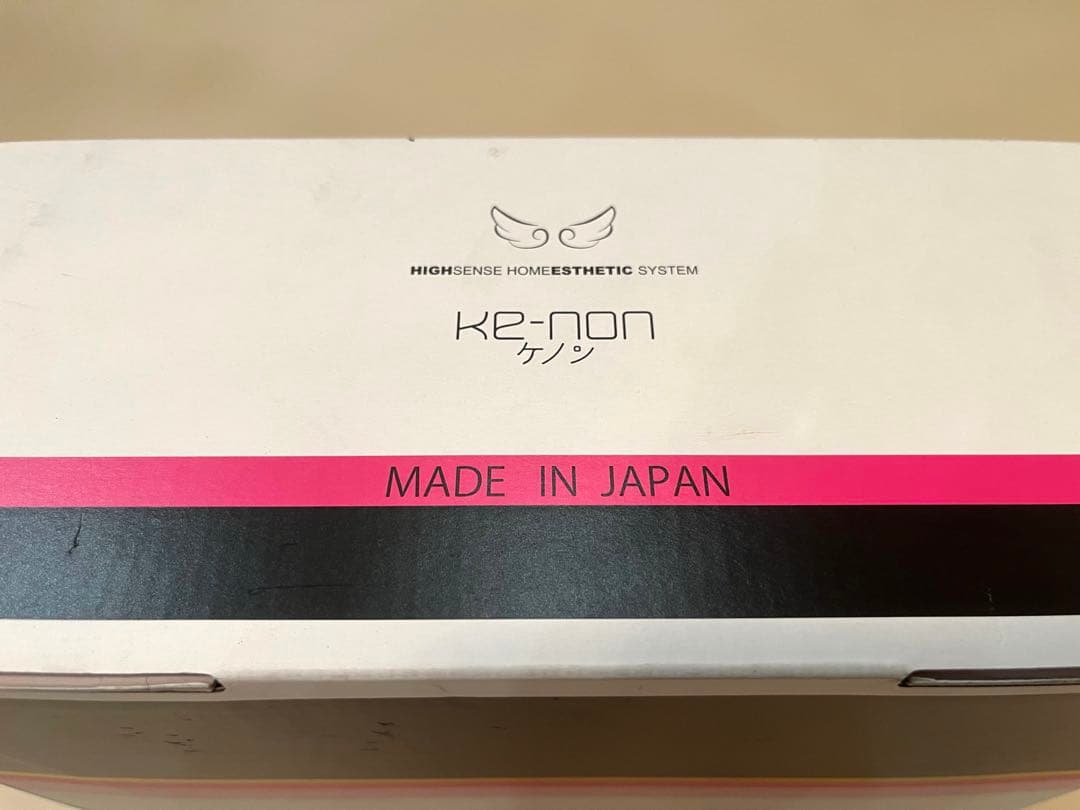 HIGHSENSE HOMEESTHETIC SYSTEM
Ke-non
ケノン
MADE IN JAPAN